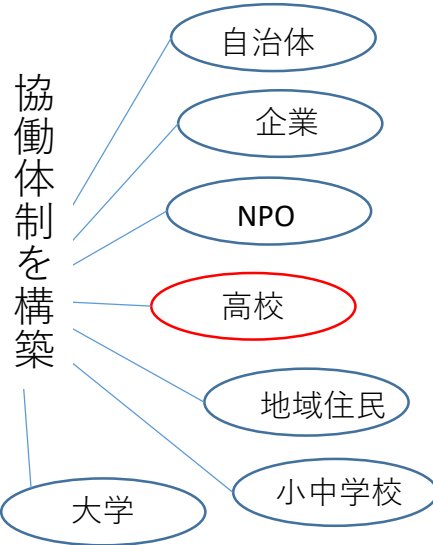 協働体制を構築
自治体
企業
NPO
高校
地域住民
小中学校
大学